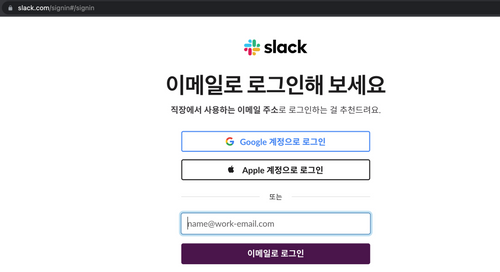 slack.com/signin#/signin
slack
이메일로 로그인해 보세요
직장에서 사용하는 이메일 주소로 로그인하는 걸 추천드려요.
Google 계정으로 로그인
Apple 계정으로 로그인
또는
name@work-email.com
이메일로 로그인